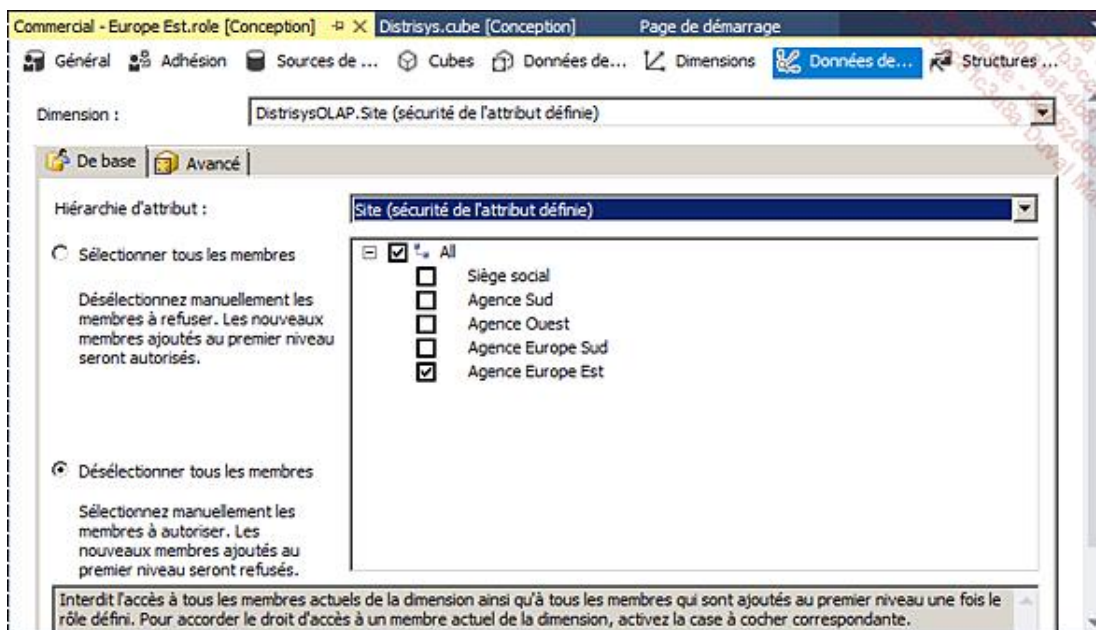 Commercial - Europe Est.role [Conception] Distrisys.cube [Conception] Page de démarrage
Général Adhésion Sources de ... Cubes Données de... Dimensions Données de... Structures ...
Dimension : DistrisysOLAP.Site (sécurité de l'attribut définie)
De base Avancé
Hiérarchie d'attribut : Site (sécurité de l'attribut définie)
Sélectionner tous les membres
Désélectionnez manuellement les
membres à refuser. Les nouveaux
membres ajoutés au premier niveau
seront autorisés.
All
Siège social
Agence Sud
Agence Ouest
Agence Europe Sud
Agence Europe Est
Désélectionner tous les membres
Sélectionnez manuellement les
membres à autoriser. Les
nouveaux membres ajoutés au
premier niveau seront refusés.
Interdit l'accès à tous les membres actuels de la dimension ainsi qu'à tous les membres qui sont ajoutés au premier niveau une fois le
rôle défini. Pour accorder le droit d'accès à un membre actuel de la dimension, activez la case à cocher correspondante.